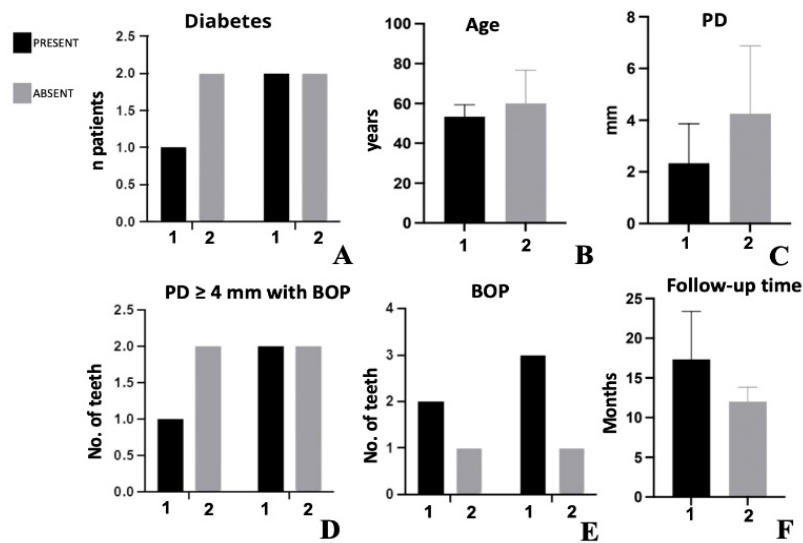 PRESENT
ABSENT
Diabetes
n patients
2.5
2.0
1.5
1.0
0.5
0.0
1 2 1 2
A
Age
years
100
80
60
40
20
0
1 2
B
PD
mm
8
6
4
2
0
1 2
C
PD ≥ 4 mm with BOP
No. of teeth
2.5
2.0
1.5
1.0
0.5
0.0
1 2 1 2
D
BOP
No. of teeth
4
3
2
1
0
1 2 1 2
E
Follow-up time
Months
25
20
15
10
5
0
1 2
F